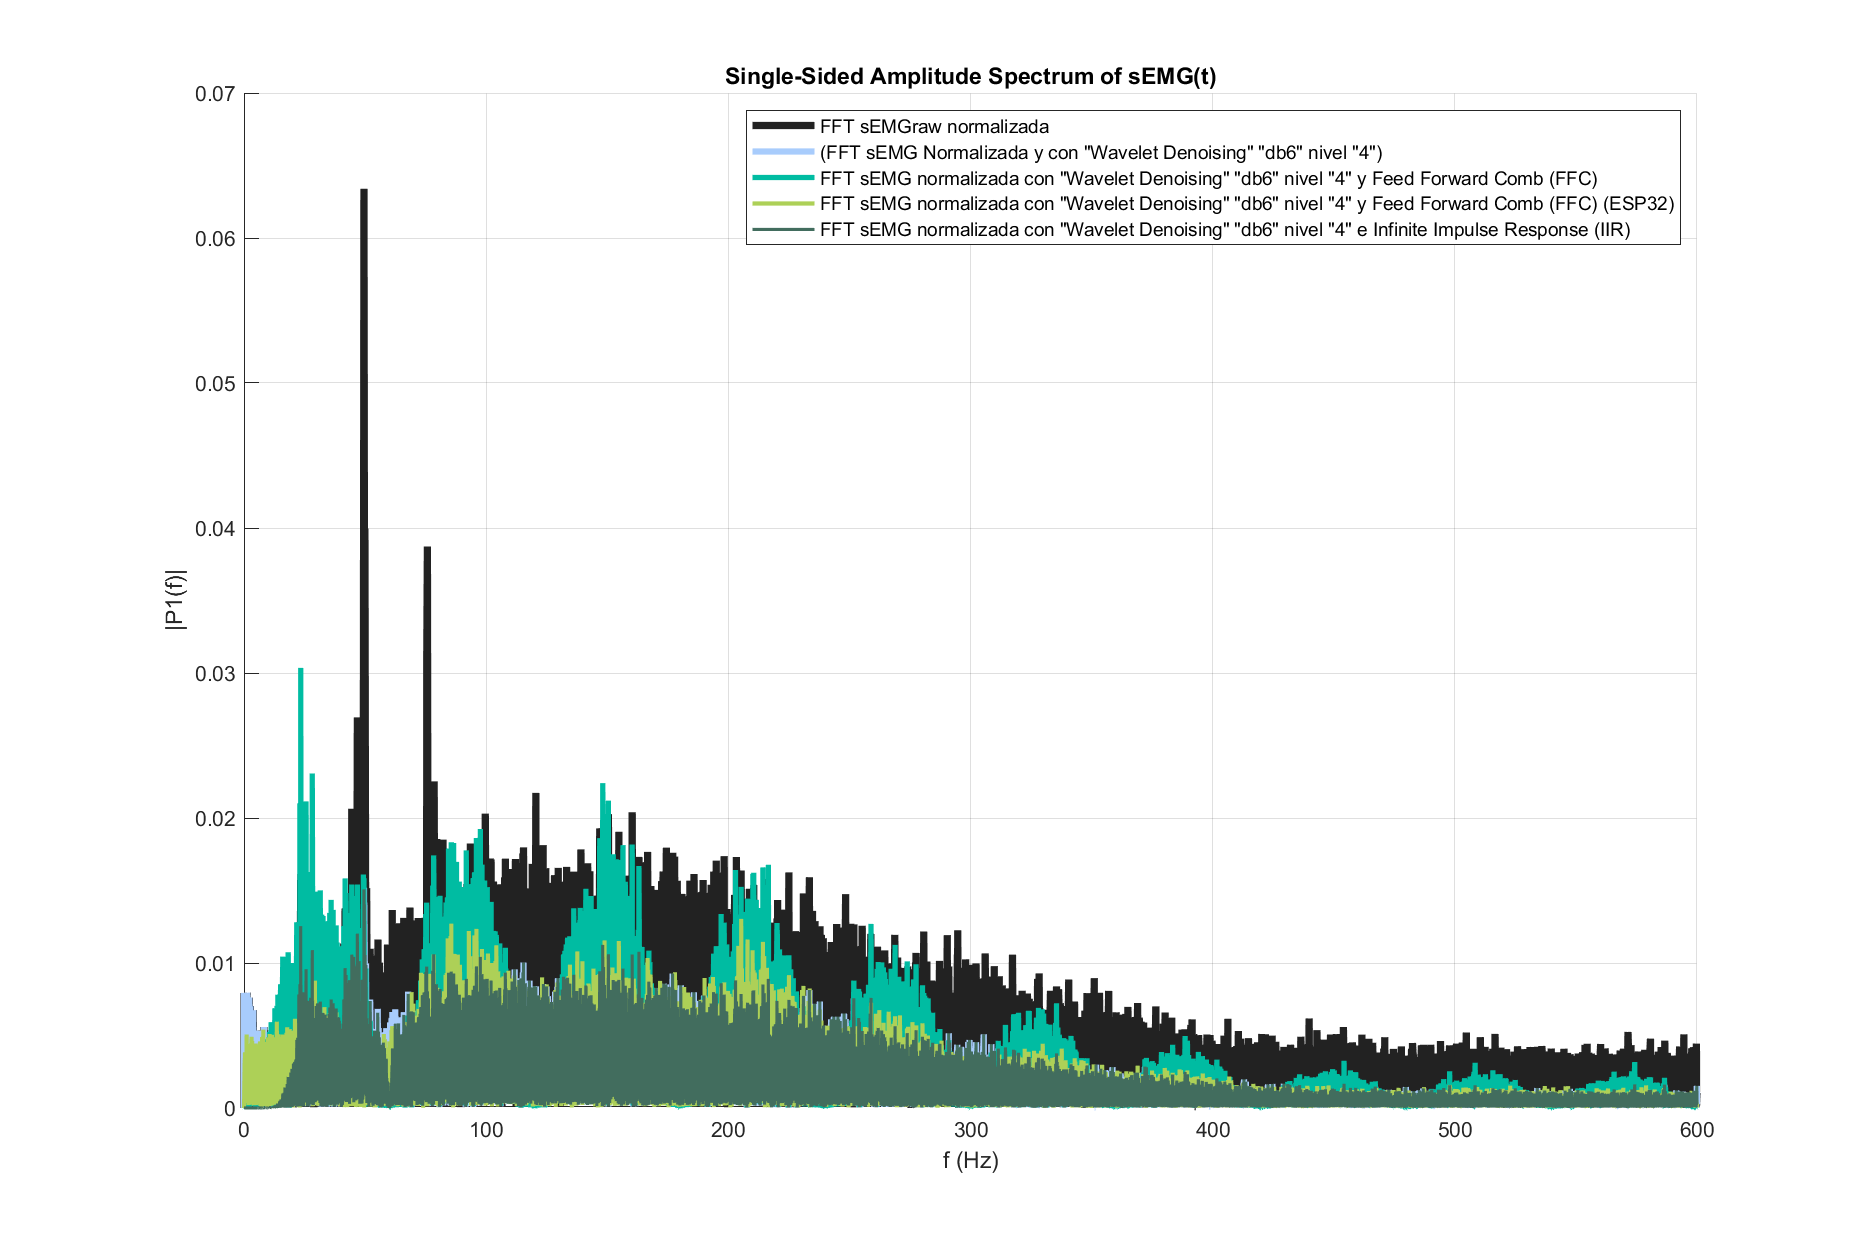 Single-Sided Amplitude Spectrum of sEMG(t)
FFT sEMGraw normalizada
(FFT sEMG Normalizada y con "Wavelet Denoising" "db6" nivel "4")
FFT sEMG normalizada con "Wavelet Denoising" "db6" nivel "4" y Feed Forward Comb (FFC)
FFT sEMG normalizada con "Wavelet Denoising" "db6" nivel "4" y Feed Forward Comb (FFC) (ESP32)
FFT sEMG normalizada con "Wavelet Denoising" "db6" nivel "4" e Infinite Impulse Response (IIR)
|P1(f)|
0.07
0.06
0.05
0.04
0.03
0.02
0.01
0
0 100 200 300 400 500 600
f (Hz)